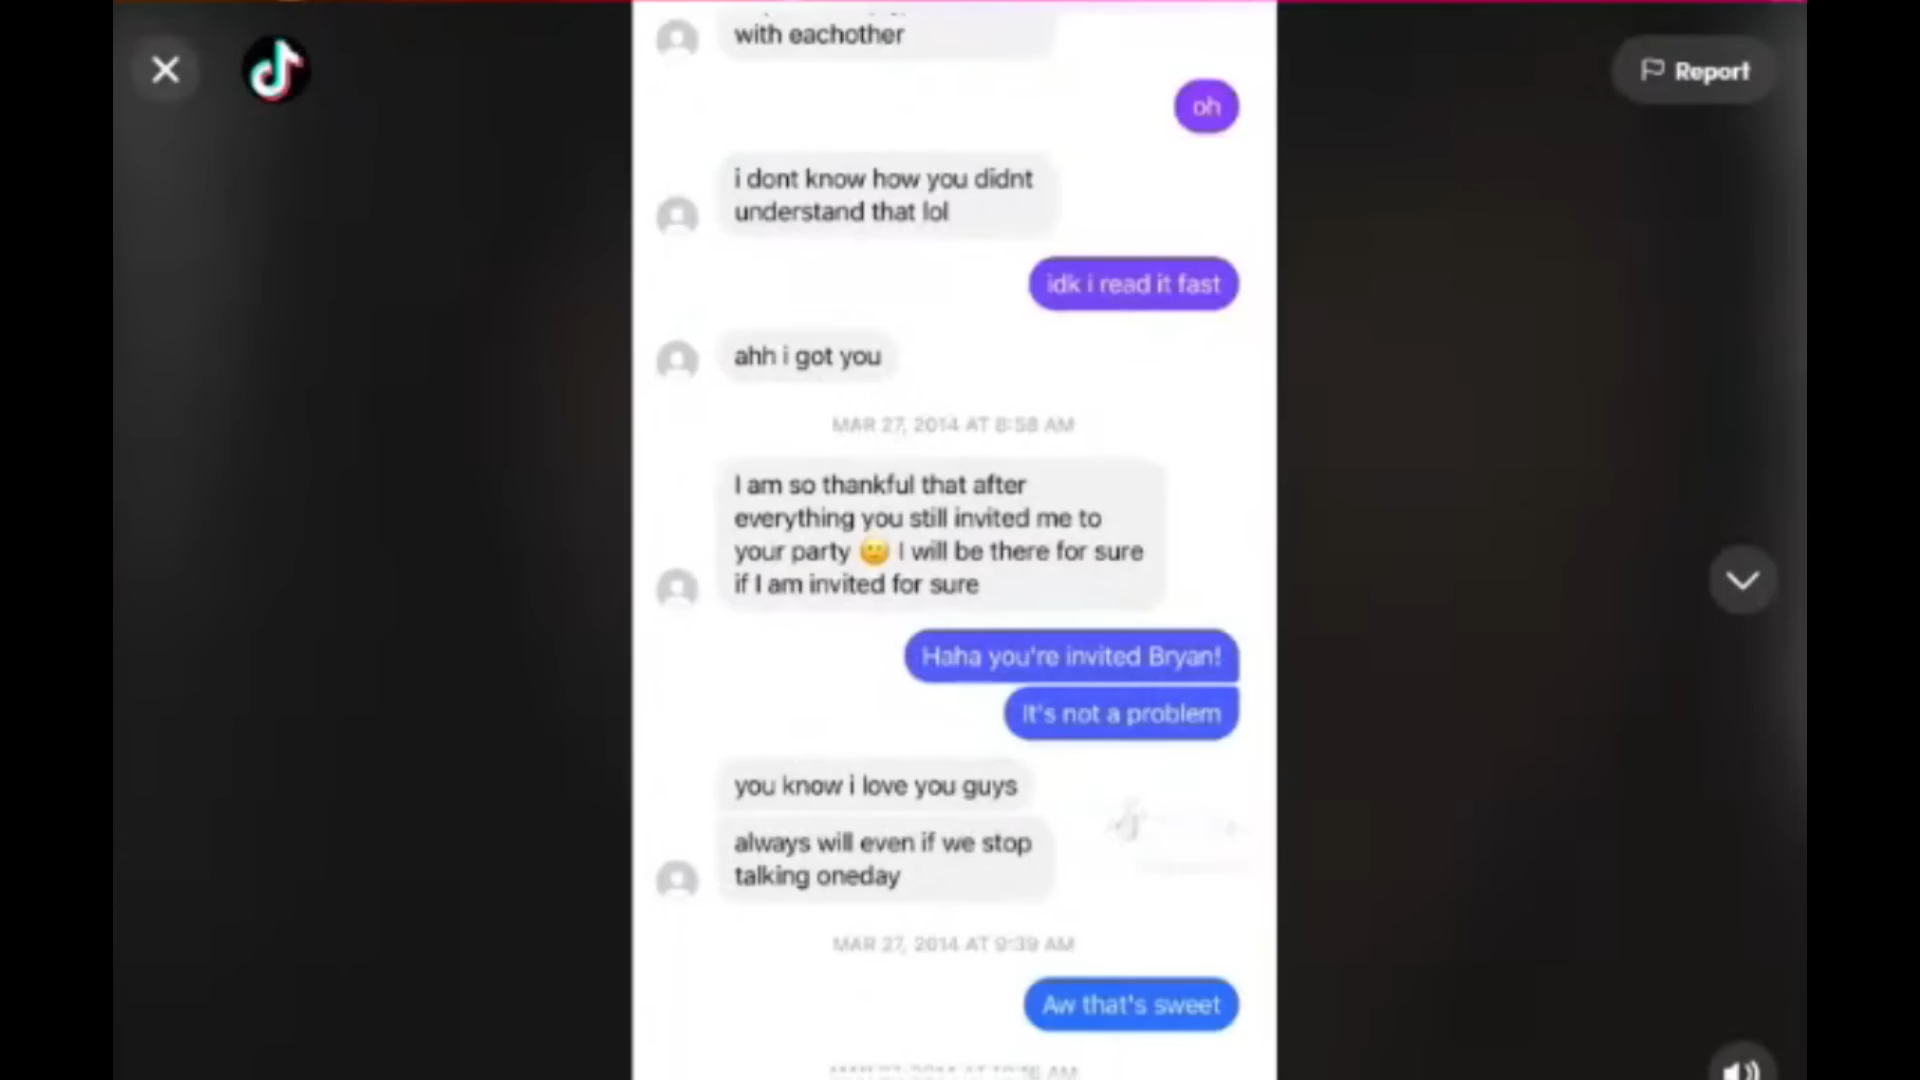 with eachother
Report
oh
i dont know how you didnt
understand that lol
idk i read it fast
ahh i got you
MAR 27, 2014 AT 8:58 AM
I am so thankful that after
everything you still invited me to
your party 🙂 I will be there for sure
if I am invited for sure
Haha you're invited Bryan!
It's not a problem
you know i love you guys
always will even if we stop
talking oneday
MAR 27, 2014 AT 9:39 AM
Aw that's sweet